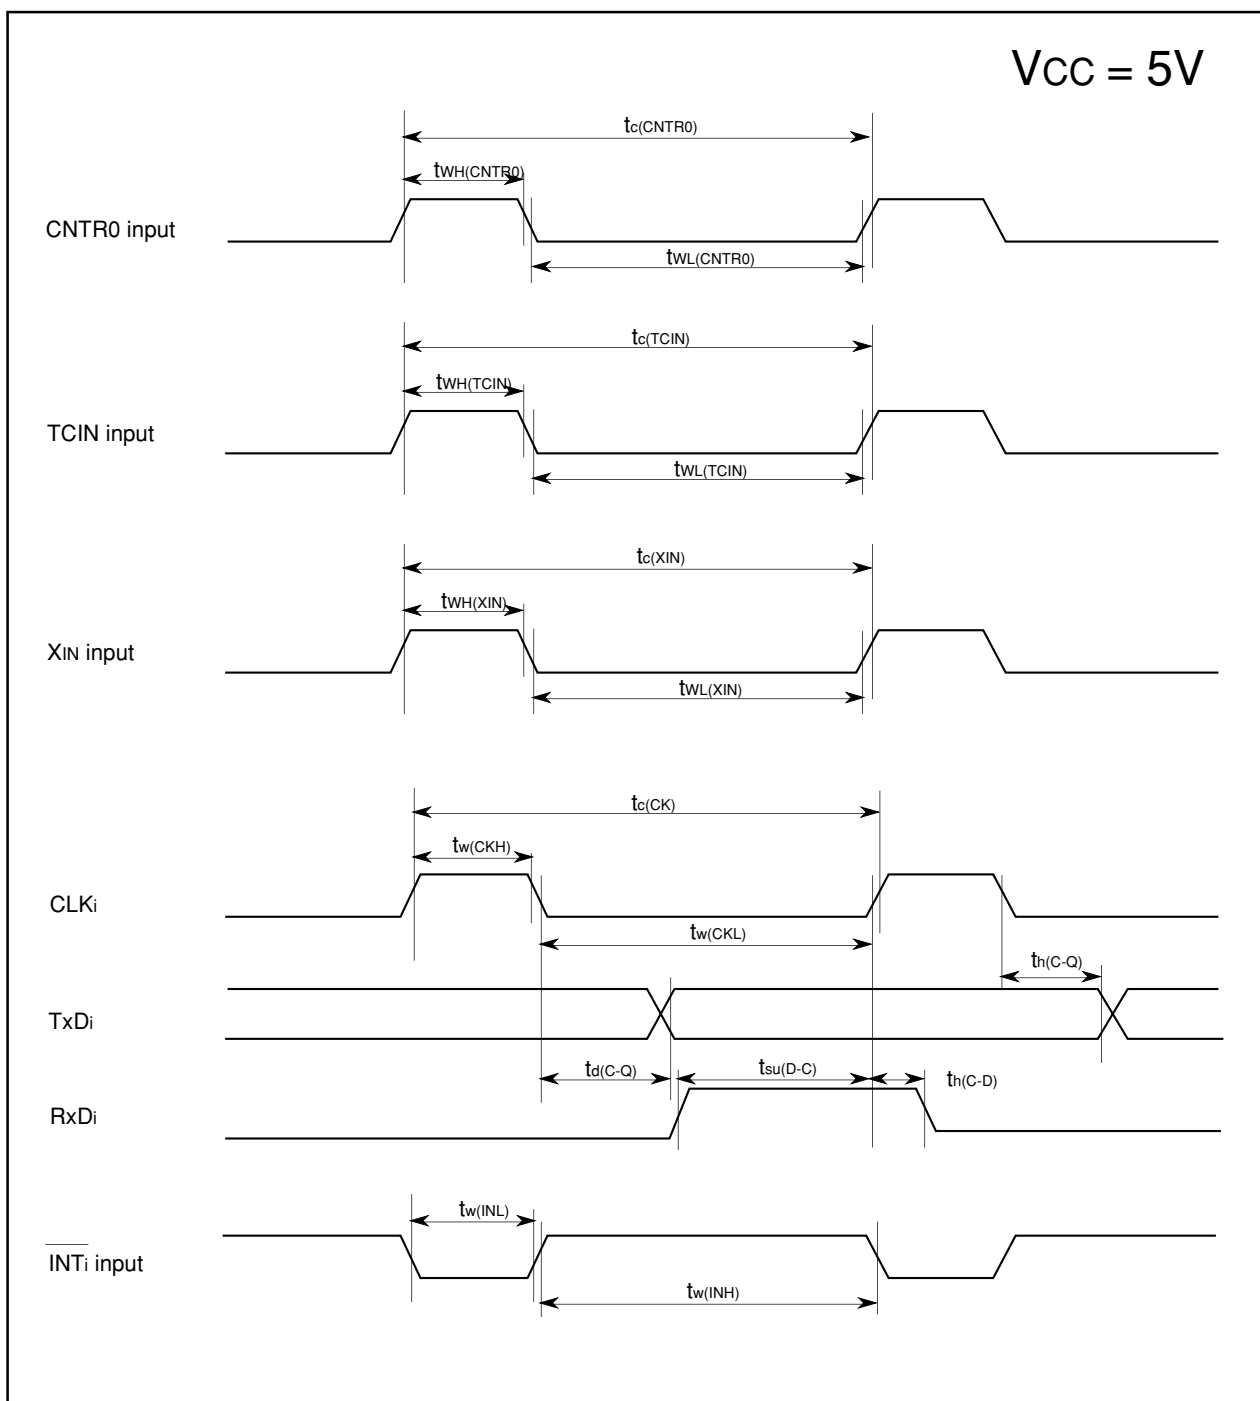 VCC = 5V
tc(CNTR0)
tWH(CNTR0)
CNTR0 input
tWL(CNTR0)
tc(TCIN)
tWH(TCIN)
TCIN input
tWL(TCIN)
tc(XIN)
tWH(XIN)
XIN input
tWL(XIN)
tc(CK)
tw(CKH)
CLKi
tw(CKL)
th(C-Q)
TxDi
td(C-Q)
tsu(D-C)
th(C-D)
RxDi
tw(INL)
INTi input
tw(INH)